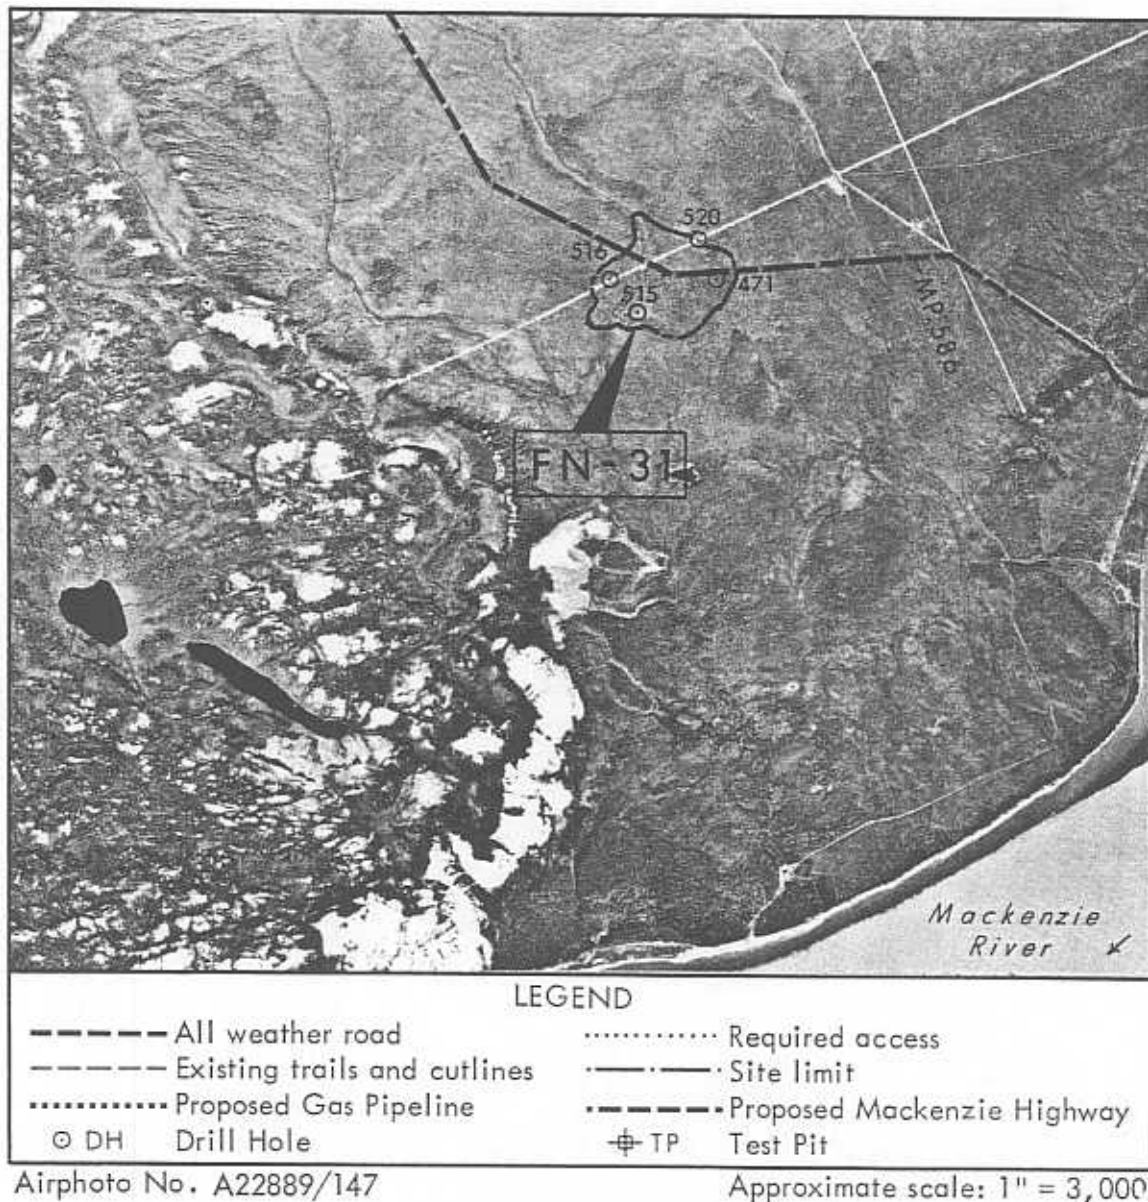 520
516
471
515
MP 586
FN-31
Mackenzie
River
LEGEND
All weather road
Required access
Existing trails and cutlines
Site limit
Proposed Gas Pipeline
Proposed Mackenzie Highway
DH Drill Hole
TP Test Pit
Airphoto No. A22889/147
Approximate scale: 1" = 3,000